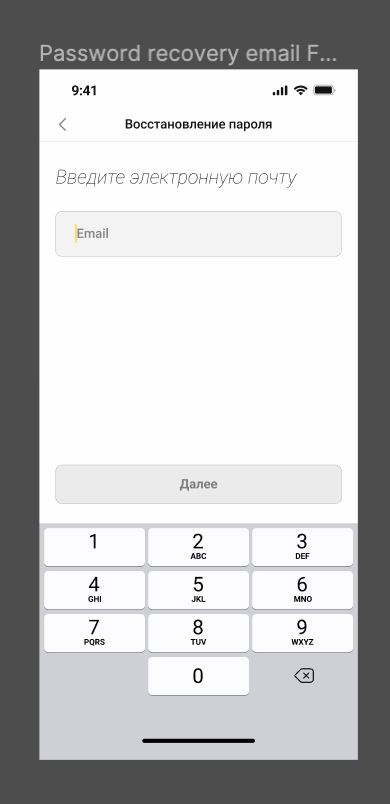 Password recovery email F...
9:41
Восстановление пароля
Введите электронную почту
Email
Далее
1
2
ABC
3
DEF
4
GHI
5
JKL
6
MNO
7
PQRS
8
TUV
9
WXYZ
0